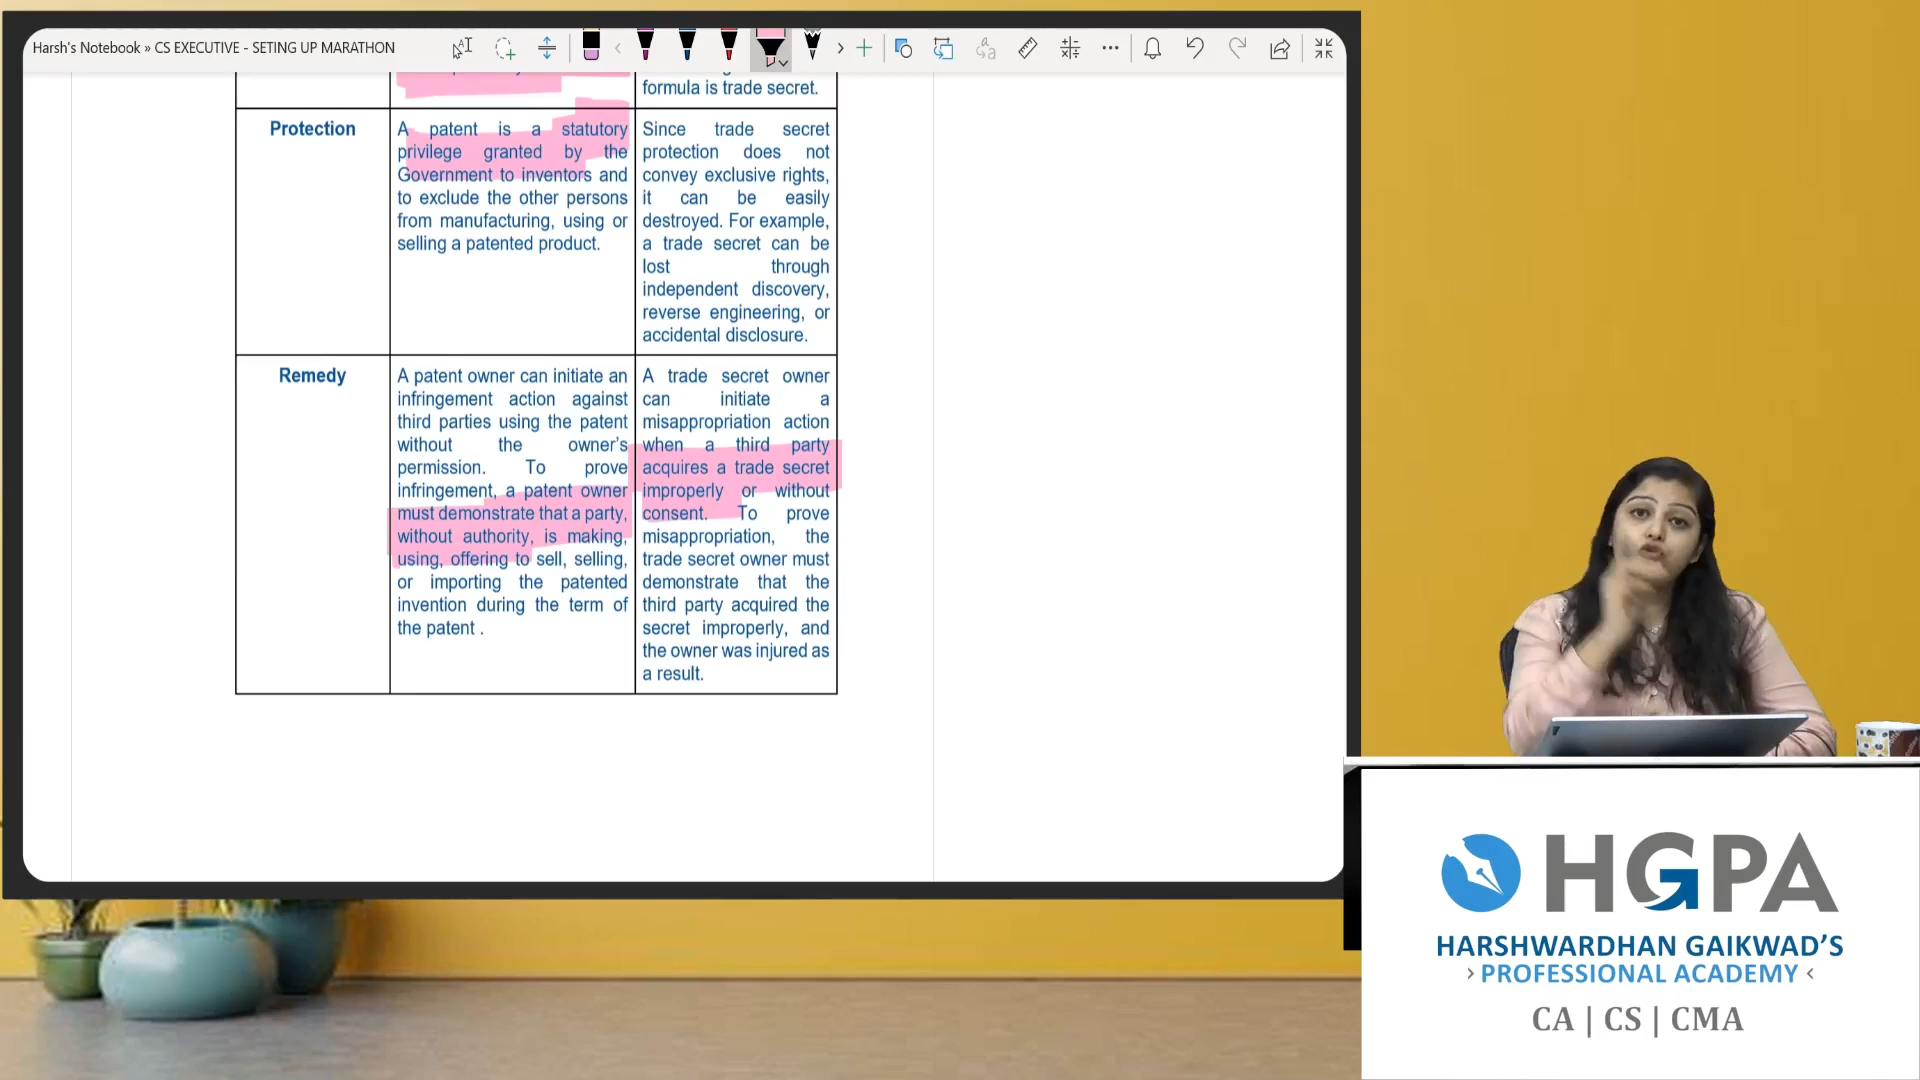 Harsh's Notebook » CS EXECUTIVE - SETING UP MARATHON
formula is trade secret.
Protection
A patent is a statutory
privilege granted by the
Government to inventors and
to exclude the other persons
from manufacturing, using or
selling a patented product.
Since trade secret
protection does not
convey exclusive rights,
it can be easily
destroyed. For example,
a trade secret can be
lost through
independent discovery,
reverse engineering, or
accidental disclosure.
Remedy
A patent owner can initiate an
infringement action against
third parties using the patent
without the owner's
permission. To prove
infringement, a patent owner
must demonstrate that a party,
without authority, is making,
using, offering to sell, selling,
or importing the patented
invention during the term of
the patent .
A trade secret owner
can initiate a
misappropriation action
when a third party
acquires a trade secret
improperly or without
consent. To prove
misappropriation, the
trade secret owner must
demonstrate that the
third party acquired the
secret improperly, and
the owner was injured as
a result.
HGPA
HARSHWARDHAN GAIKWAD'S
› PROFESSIONAL ACADEMY ‹
CA | CS | CMA